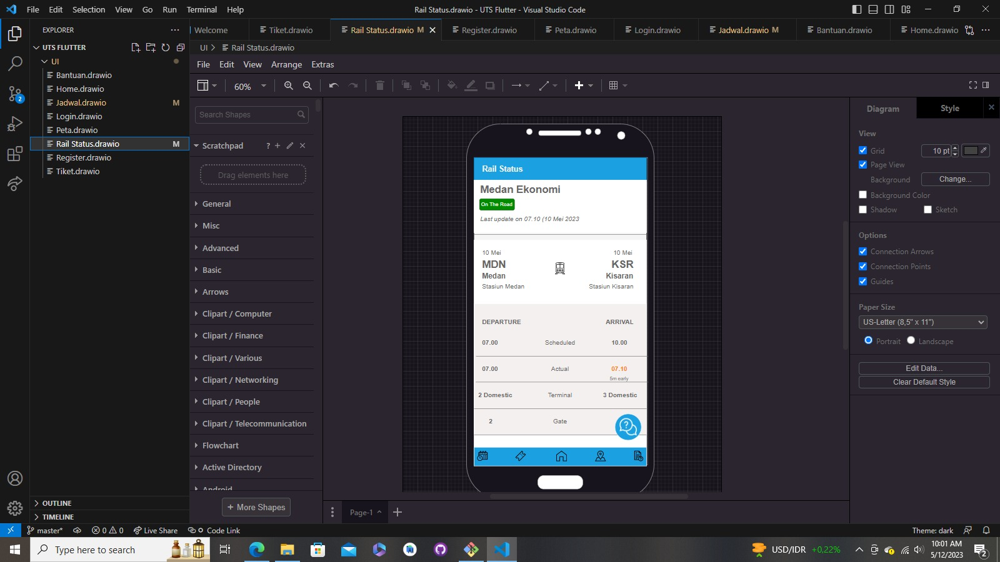 File Edit Selection View Go Run Terminal Help
Rail Status.drawio - UTS Flutter - Visual Studio Code
EXPLORER
Welcome
Tiket.drawio
Rail Status.drawio M
Register.drawio
Peta.drawio
Login.drawio
Jadwal.drawio M
Bantuan.drawio
Home.drawio
UTS FLUTTER
UI
Bantuan.drawio
Home.drawio
Jadwal.drawio M
Login.drawio
Peta.drawio
Rail Status.drawio M
Register.drawio
Tiket.drawio
OUTLINE
TIMELINE
2
UI > Rail Status.drawio
File Edit View Arrange Extras
60%
Search Shapes
Scratchpad ?
Drag elements here
General
Misc
Advanced
Basic
Arrows
Clipart / Computer
Clipart / Finance
Clipart / Various
Clipart / Networking
Clipart / People
Clipart / Telecommunication
Flowchart
Active Directory
Android
+ More Shapes
Rail Status
Medan Ekonomi
On The Road
Last update on 07.10 (10 Mei 2023
10 Mei 10 Mei
MDN KSR
Medan Kisaran
Stasiun Medan Stasiun Kisaran
DEPARTURE ARRIVAL
07.00 Scheduled 10.00
07.00 Actual 07.10
5m early
2 Domestic Terminal 3 Domestic
2 Gate
Page-1
Diagram Style
View
Grid 10 pt
Page View
Background Change...
Background Color
Shadow Sketch
Options
Connection Arrows
Connection Points
Guides
Paper Size
US-Letter (8,5" x 11")
Portrait Landscape
Edit Data...
Clear Default Style
master* 0 0 Live Share Code Link
Theme: dark
Type here to search
USD/IDR +0,22%
10:01 AM
5/12/2023
2